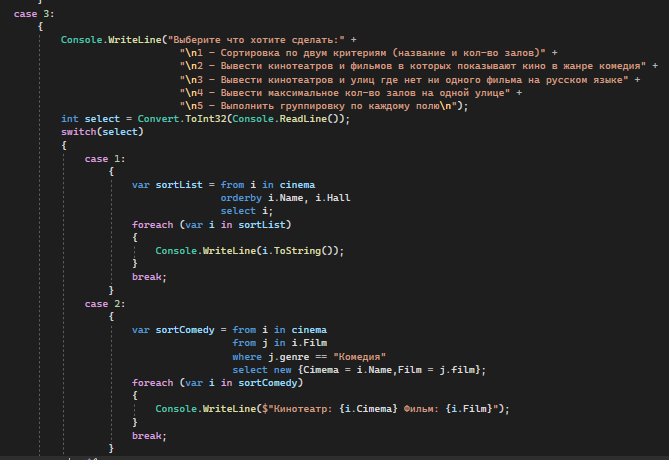 case 3:
{
Console.WriteLine("Выберите что хотите сделать:" +
"\n1 – Сортировка по двум критериям (название и кол-во залов)" +
"\n2 – Вывести кинотеатров и фильмов в которых показывают кино в жанре комедия" +
"\n3 – Вывести кинотеатров и улиц где нет ни одного фильма на русском языке" +
"\n4 – Вывести максимальное кол-во залов на одной улице" +
"\n5 – Выполнить группировку по каждому полю\n");
int select = Convert.ToInt32(Console.ReadLine());
switch(select)
{
case 1:
{
var sortList = from i in cinema
orderby i.Name, i.Hall
select i;
foreach (var i in sortList)
{
Console.WriteLine(i.ToString());
}
break;
}
case 2:
{
var sortComedy = from i in cinema
from j in i.Film
where j.genre == "Комедия"
select new {Cinema = i.Name,Film = j.film};
foreach (var i in sortComedy)
{
Console.WriteLine($"Кинотеатр: {i.Cinema} Фильм: {i.Film}");
}
break;
}